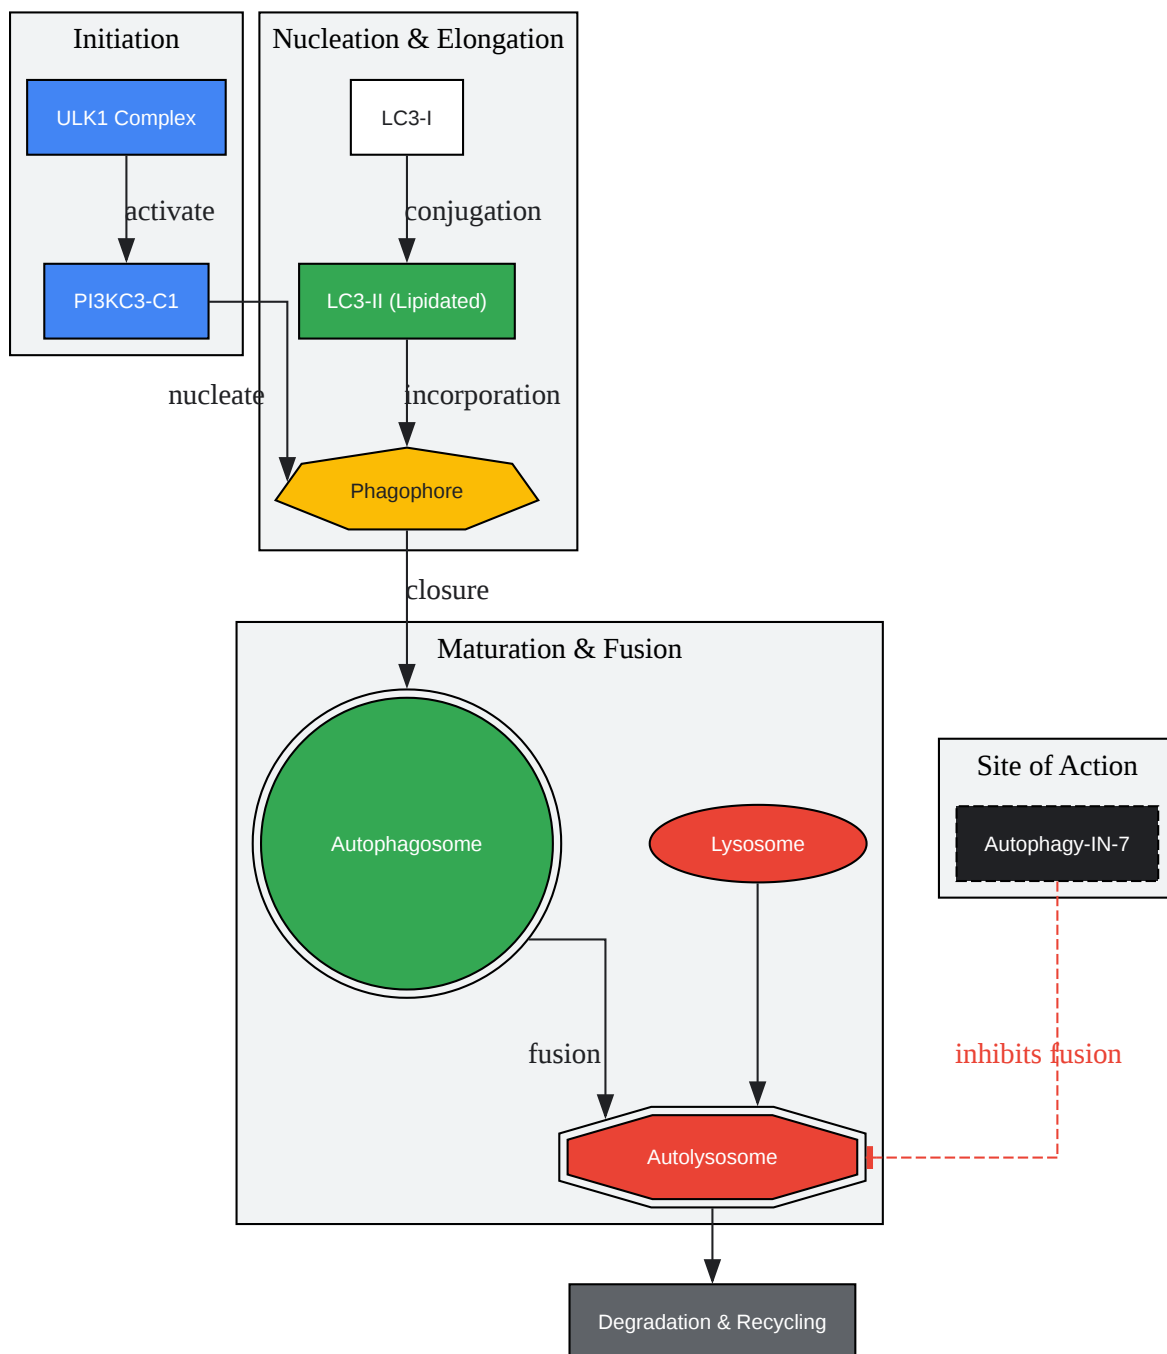 Initiation
ULK1 Complex
activate
PI3KC3-C1
nucleate
Nucleation & Elongation
LC3-I
conjugation
LC3-II (Lipidated)
incorporation
Phagophore
closure
Maturation & Fusion
Autophagosome
Lysosome
fusion
Autolysosome
Site of Action
Autophagy-IN-7
inhibits fusion
Degradation & Recycling